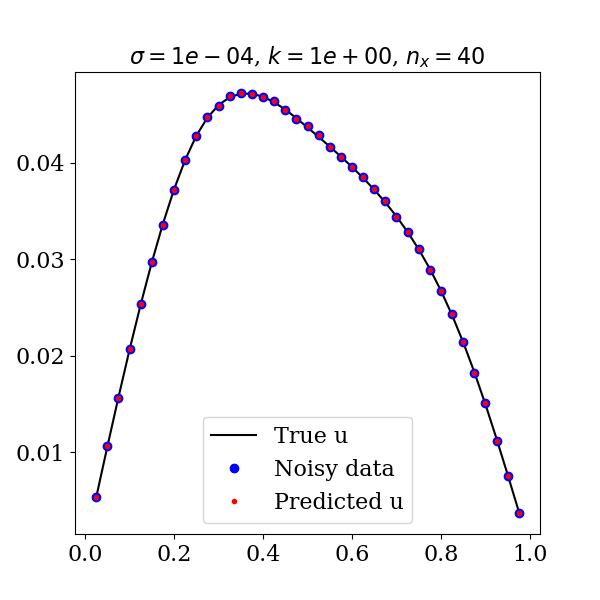 σ = 1e − 04, k = 1e + 00, nₓ = 40
0.04
0.03
0.02
0.01
True u
Noisy data
Predicted u
0.0 0.2 0.4 0.6 0.8 1.0